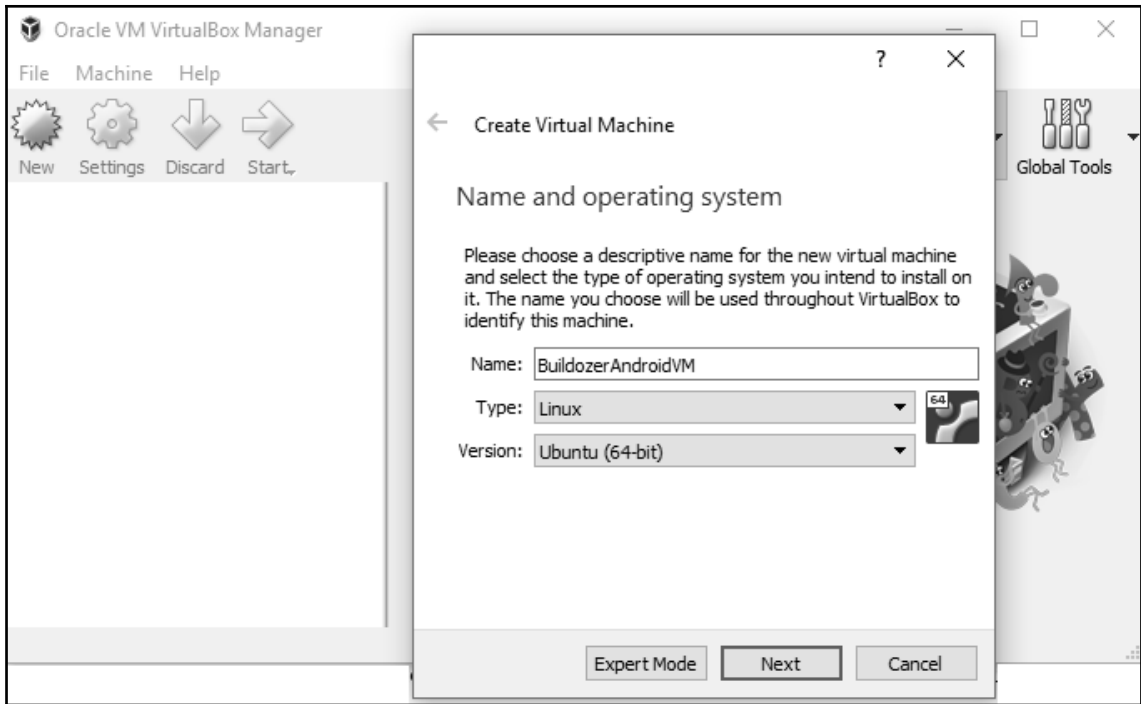 Oracle VM VirtualBox Manager
File Machine Help
New Settings Discard Start
Global Tools
?
Create Virtual Machine
Name and operating system
Please choose a descriptive name for the new virtual machine
and select the type of operating system you intend to install on
it. The name you choose will be used throughout VirtualBox to
identify this machine.
Name: BuildozerAndroidVM
Type: Linux
64
Version: Ubuntu (64-bit)
Expert Mode Next Cancel